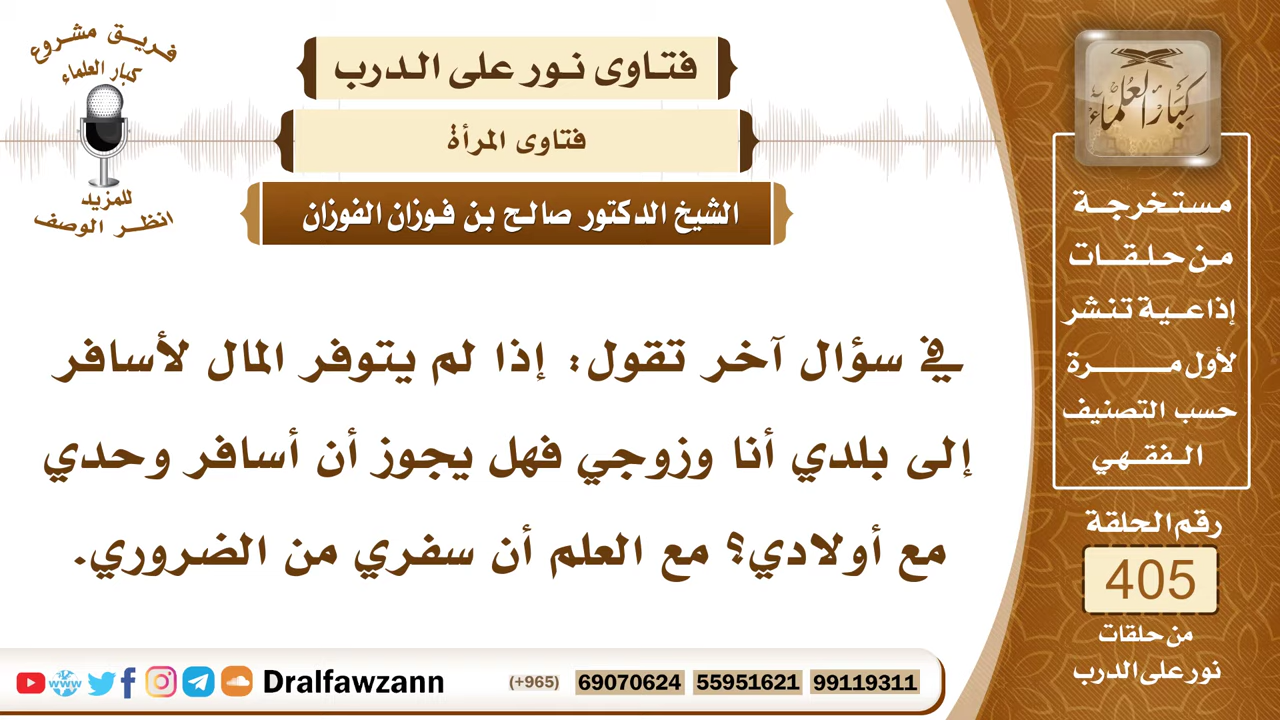 فريق مشروع
كبار العلماء
للمزيد
انظر الوصف
فتاوى نور على الدرب
فتاوى المرأة
الشيخ الدكتور صالح بن فوزان الفوزان
في سؤال آخر تقول: إذا لم يتوفر المال لأسافر
إلى بلدي أنا وزوجي فهل يجوز أن أسافر وحدي
مع أولادي؟ مع العلم أن سفري من الضروري.
كبار العلماء
مستخرجة
من حلقات
إذاعية تنشر
لأول مرة
حسب التصنيف
الفقهي
رقم الحلقة
405
من حلقات
نور على الدرب
www
Dralfawzann
(+965) 69070624 55951621 99119311